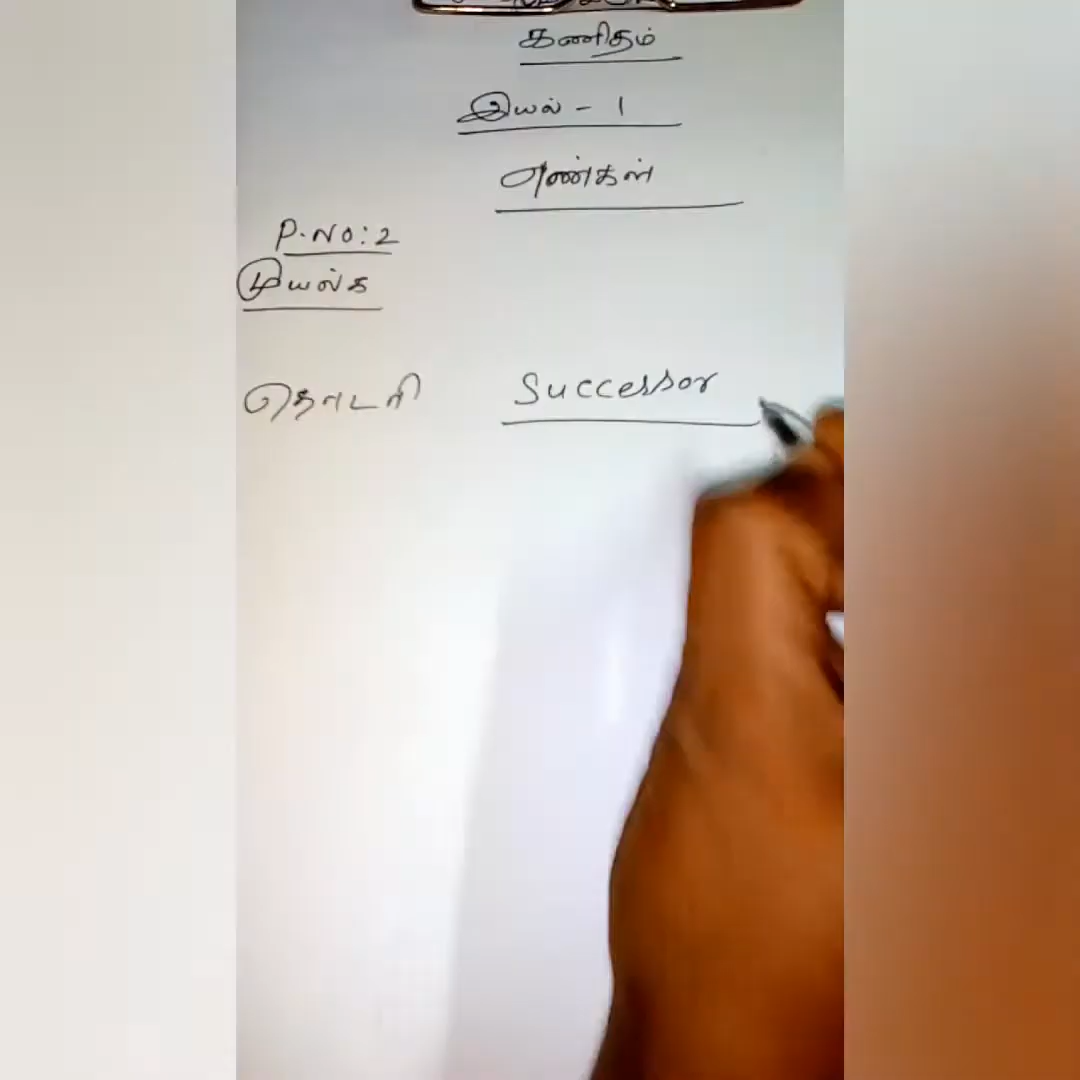 கணிதம்
இயல் - 1
எண்கள்
P.NO:2
முயல்க
தொடரி Successor